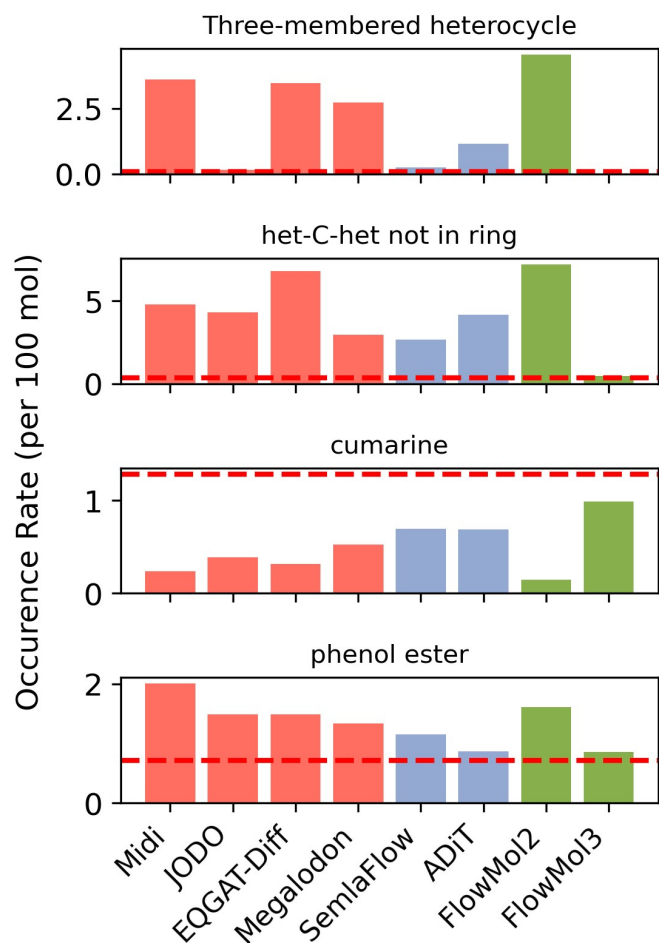 Three-membered heterocycle
2.5
0.0
het-C-het not in ring
5
0
cumarine
1
0
phenol ester
2
0
Occurence Rate (per 100 mol)
Midi
JODO
EQGAT-Diff
Megalodon
SemlaFlow
ADiT
FlowMol2
FlowMol3